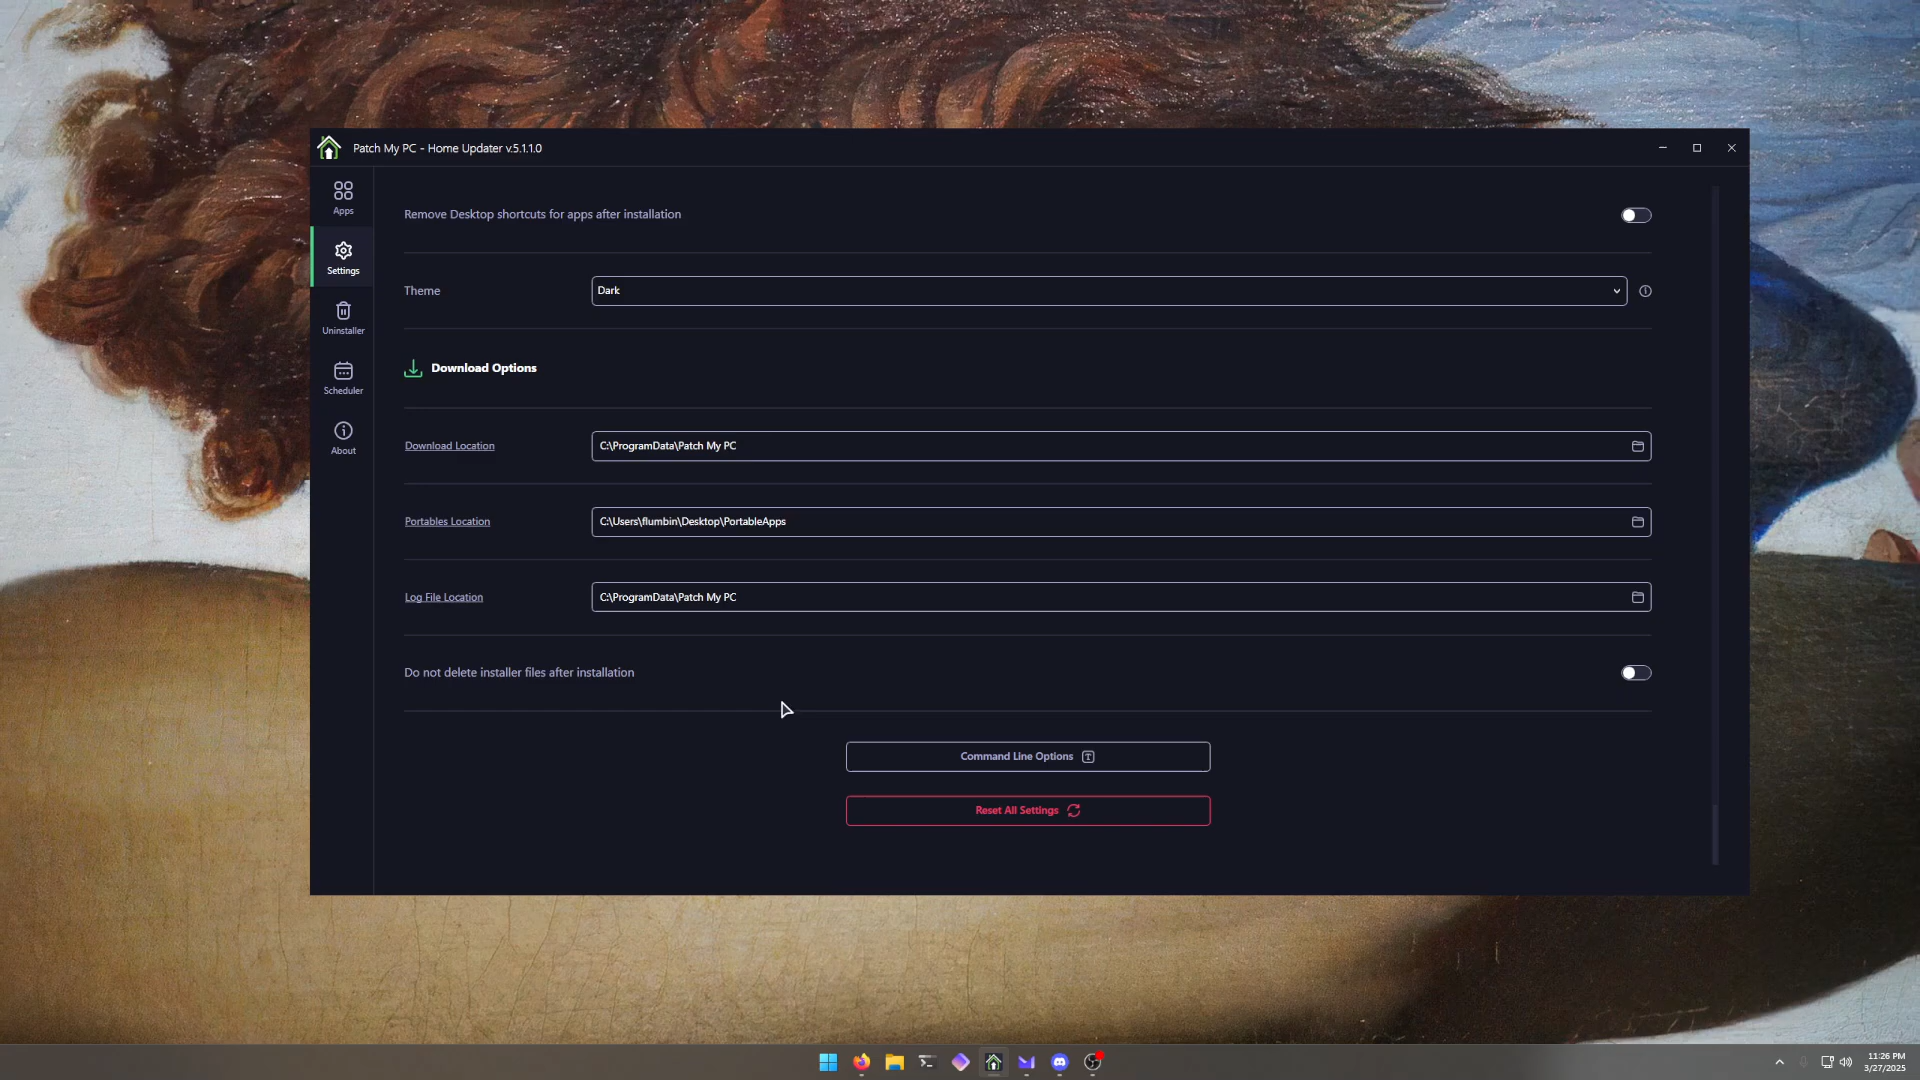 Patch My PC - Home Updater v.5.1.1.0
Apps
Settings
Uninstaller
Scheduler
About
Remove Desktop shortcuts for apps after installation
Theme
Dark
Download Options
Download Location
C:\ProgramData\Patch My PC
Portables Location
C:\Users\flumbin\Desktop\PortableApps
Log File Location
C:\ProgramData\Patch My PC
Do not delete installer files after installation
Command Line Options
Reset All Settings
11:26 PM
3/27/2025